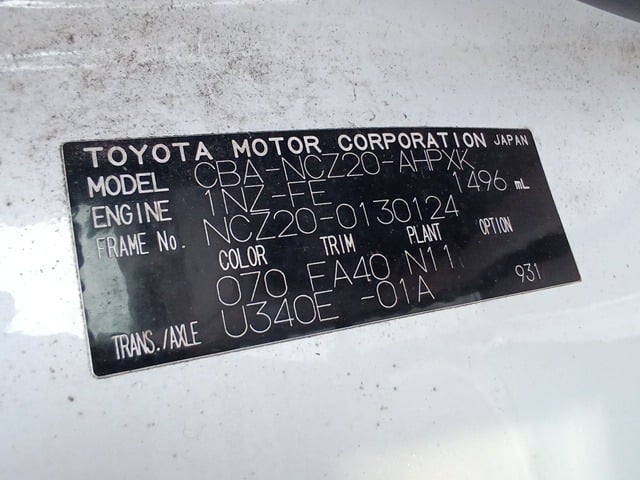 TOYOTA MOTOR CORPORATION JAPAN
MODEL CBA-NCZ20-AHPXK
ENGINE 1NZ-FE 1496 mL
FRAME No. NCZ20-0130124
COLOR TRIM PLANT OPTION
070 FA40 N11 931
TRANS./AXLE U340E -01A